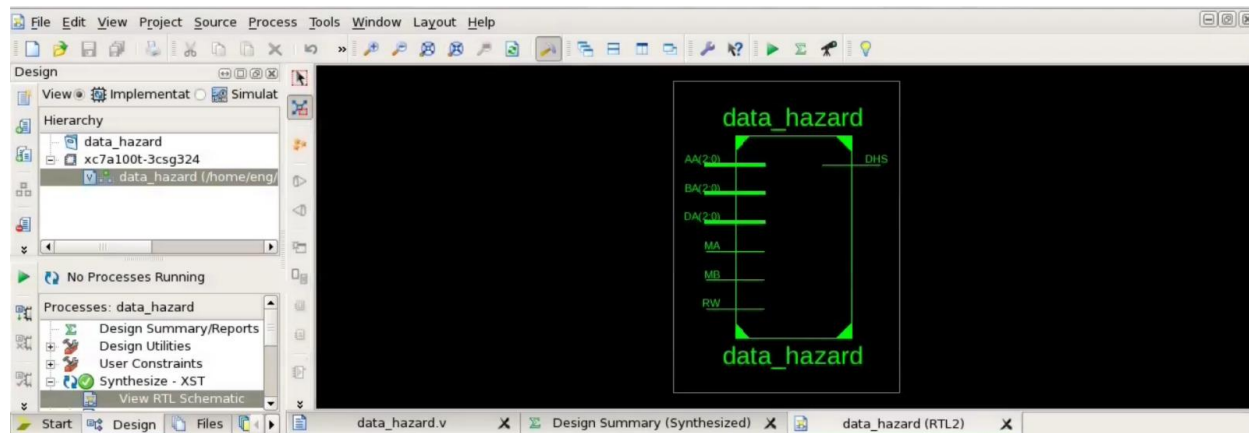 File Edit View Project Source Process Tools Window Layout Help
»
Design
View Implementat Simulat
Hierarchy
data_hazard
xc7a100t-3csg324
data_hazard (/home/eng/
No Processes Running
Processes: data_hazard
Design Summary/Reports
Design Utilities
User Constraints
Synthesize - XST
View RTL Schematic
Start Design Files
data_hazard
AA(2:0)
DHS
BA(2:0)
DA(2:0)
MA
MB
RW
data_hazard
data_hazard.v Design Summary (Synthesized) data_hazard (RTL2)